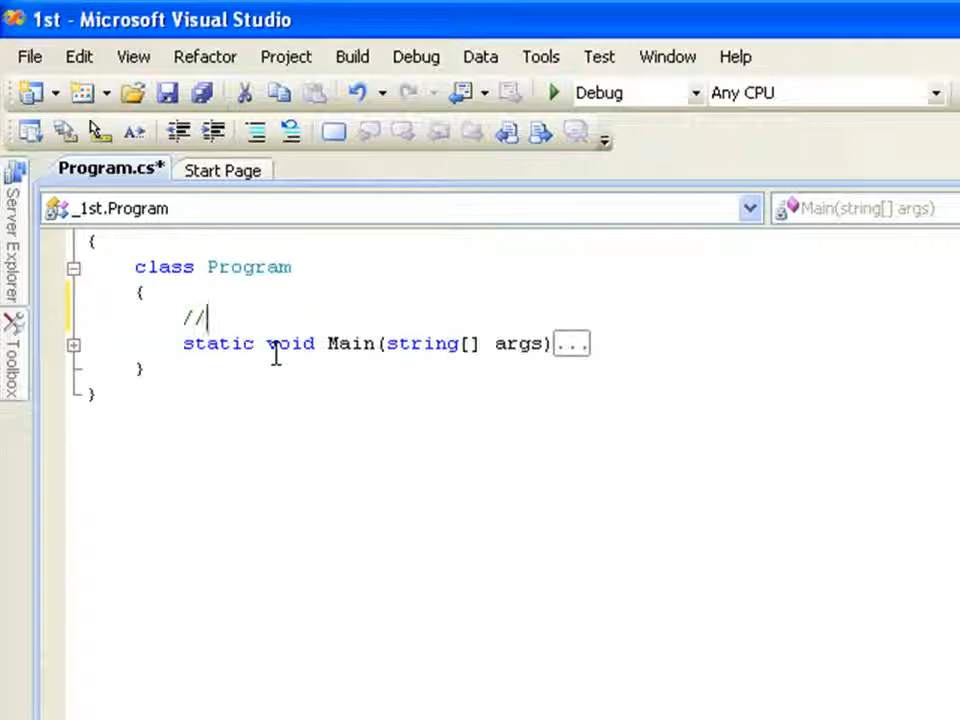 1st - Microsoft Visual Studio
File Edit View Refactor Project Build Debug Data Tools Test Window Help
Debug Any CPU
Program.cs* Start Page
Server Explorer
Toolbox
_1st.Program Main(string[] args)
{
class Program
{
//
static void Main(string[] args)...
}
}